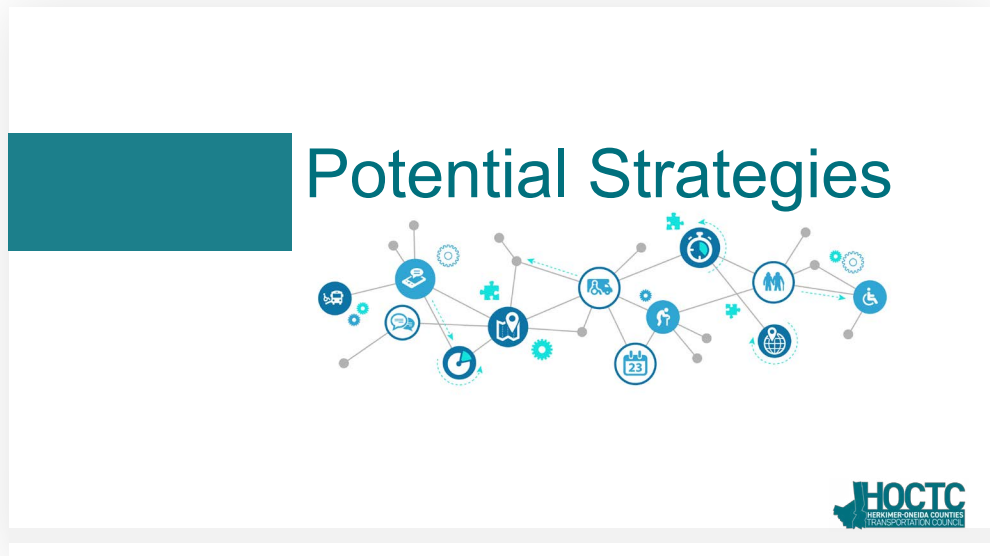 Potential Strategies
23
HOCTC
HERKIMER-ONEIDA COUNTIES
TRANSPORTATION COUNCIL